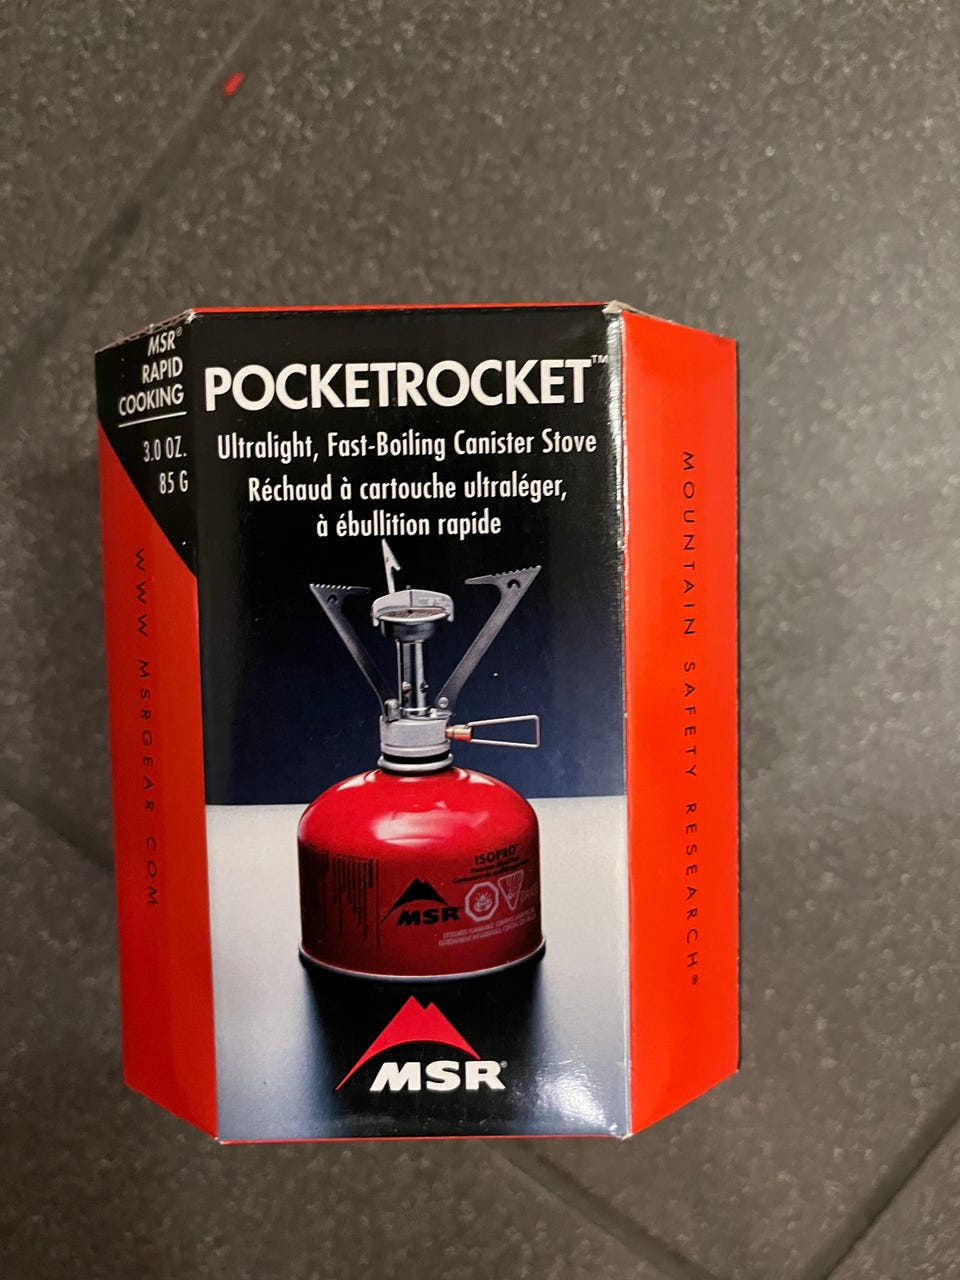 MSR®
RAPID
COOKING
3.0 OZ.
85 G
WWW.MSRGEAR.COM
POCKETROCKET™
Ultralight, Fast-Boiling Canister Stove
Réchaud à cartouche ultraléger,
à ébullition rapide
ISOPRO™
MSR
MSR®
MOUNTAIN SAFETY RESEARCH®